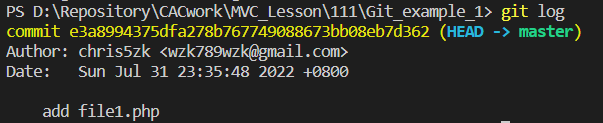 PS D:\Repository\CACwork\MVC_Lesson\111\Git_example_1> git log
commit e3a8994375dfa278b767749088673bb08eb7d362 (HEAD -> master)
Author: chris5zk <wzk789wzk@gmail.com>
Date:   Sun Jul 31 23:35:48 2022 +0800
    add file1.php